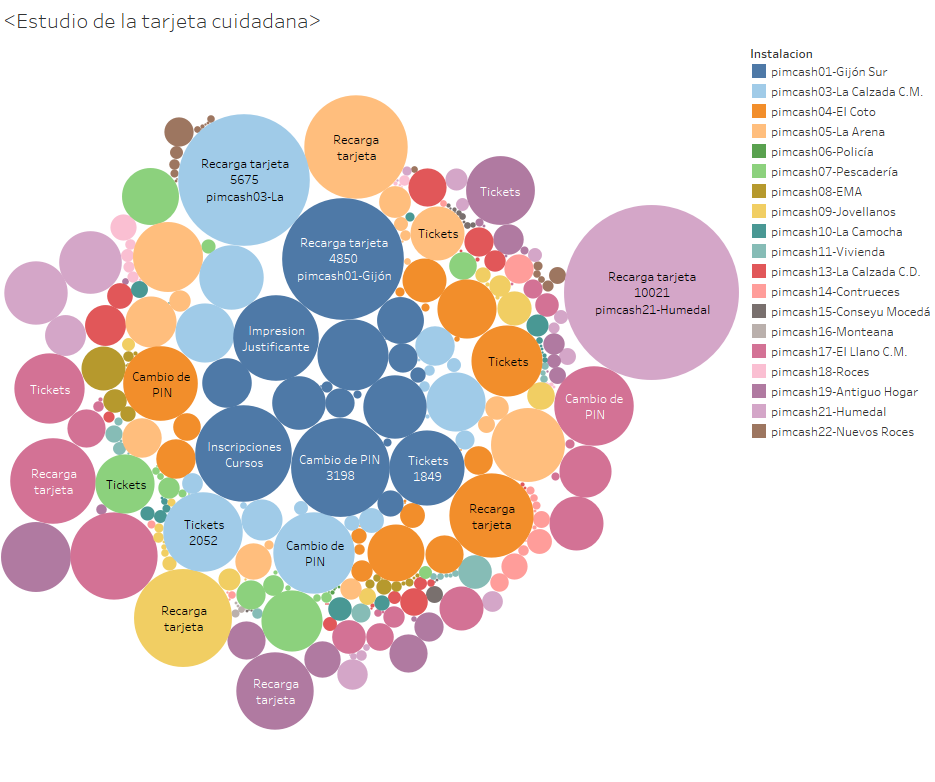 <Estudio de la tarjeta cuidadana>
Instalacion
pimcash01-Gijón Sur
pimcash03-La Calzada C.M.
pimcash04-El Coto
pimcash05-La Arena
pimcash06-Policía
pimcash07-Pescadería
pimcash08-EMA
pimcash09-Jovellanos
pimcash10-La Camocha
pimcash11-Vivienda
pimcash13-La Calzada C.D.
pimcash14-Contrueces
pimcash15-Conseyu Mocedá
pimcash16-Monteana
pimcash17-El Llano C.M.
pimcash18-Roces
pimcash19-Antiguo Hogar
pimcash21-Humedal
pimcash22-Nuevos Roces
Recarga
tarjeta
Recarga tarjeta
5675
pimcash03-La
Tickets
Tickets
Recarga tarjeta
4850
pimcash01-Gijón
Recarga tarjeta
10021
pimcash21-Humedal
Impresion
Justificante
Tickets
Cambio de
PIN
Tickets
Cambio de
PIN
Inscripciones
Cursos
Cambio de PIN
3198
Tickets
1849
Recarga
tarjeta
Tickets
Recarga
tarjeta
Tickets
2052
Cambio de
PIN
Recarga
tarjeta
Recarga
tarjeta